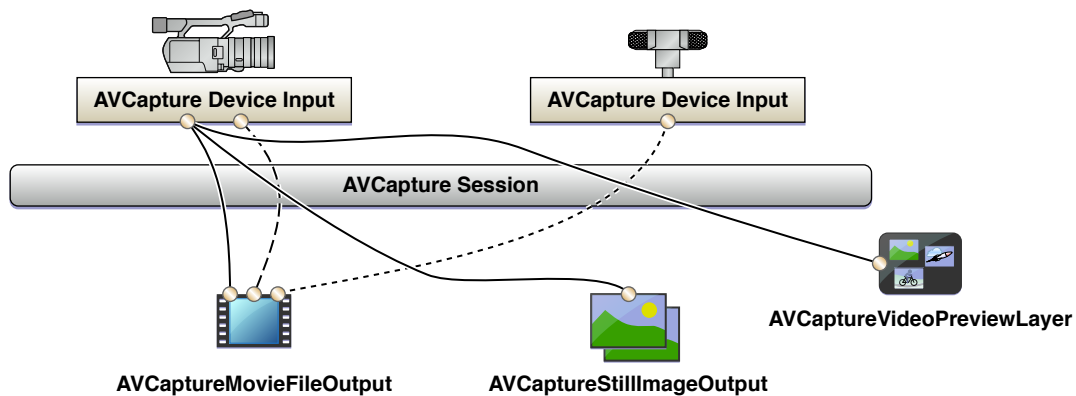 AVCapture Device Input
AVCapture Device Input
AVCapture Session
AVCaptureVideoPreviewLayer
AVCaptureMovieFileOutput
AVCaptureStillImageOutput